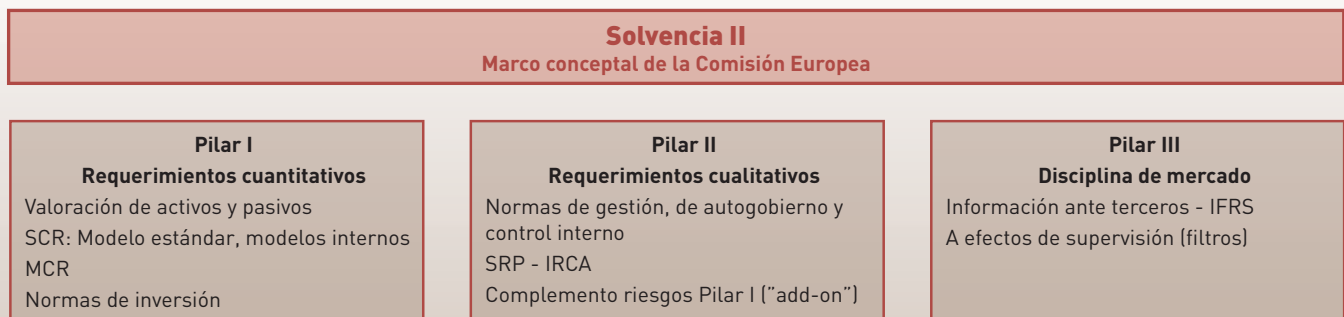 Solvencia II
Marco conceptal de la Comisión Europea
Pilar I
Requerimientos cuantitativos
Valoración de activos y pasivos
SCR: Modelo estándar, modelos internos
MCR
Normas de inversión
Pilar II
Requerimientos cualitativos
Normas de gestión, de autogobierno y
control interno
SRP - IRCA
Complemento riesgos Pilar I (”add-on”)
Pilar III
Disciplina de mercado
Información ante terceros - IFRS
A efectos de supervisión (filtros)